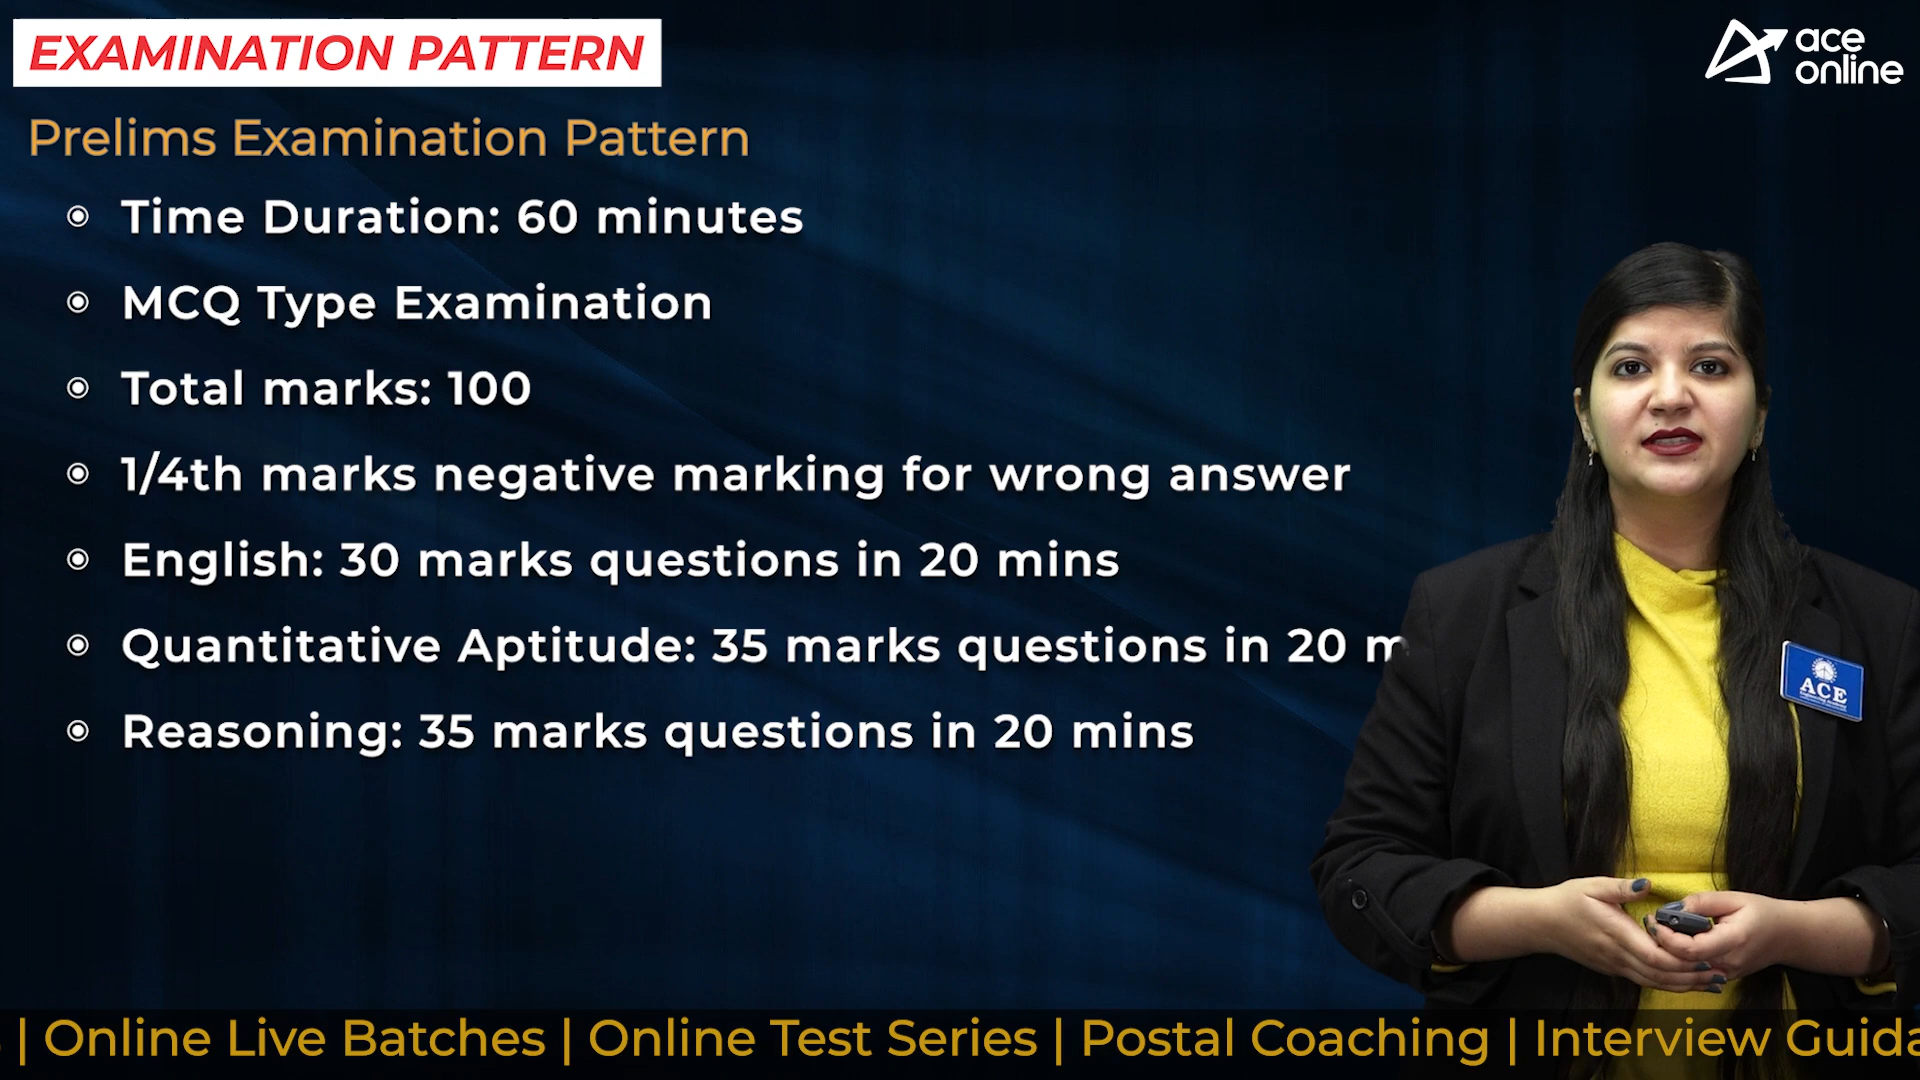 EXAMINATION PATTERN
ace
online
Prelims Examination Pattern
Time Duration: 60 minutes
MCQ Type Examination
Total marks: 100
1/4th marks negative marking for wrong answer
English: 30 marks questions in 20 mins
Quantitative Aptitude: 35 marks questions in 20 m
Reasoning: 35 marks questions in 20 mins
ACE
| Online Live Batches | Online Test Series | Postal Coaching | Interview Guida